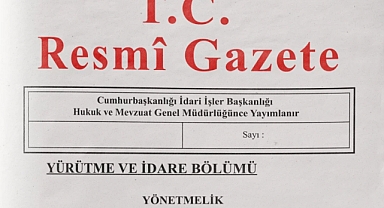 T.C.
Resmî Gazete
Cumhurbaşkanlığı İdari İşler Başkanlığı
Hukuk ve Mevzuat Genel Müdürlüğünce Yayımlanır
Sayı :
YÜRÜTME VE İDARE BÖLÜMÜ
YÖNETMELİK